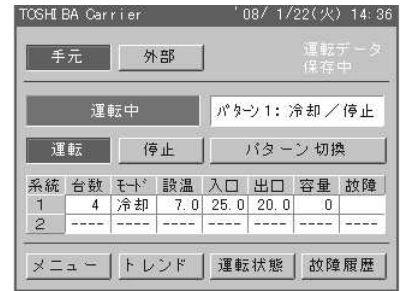 TOSHIBA Carrier '08/ 1/22(火) 14:36
手元 外部 運転データ
保存中
運転中 パターン1:冷却／停止
運転 停止 パターン切換
系統 台数 ﾓｰﾄﾞ 設温 入口 出口 容量 故障
1 4 冷却 7.0 25.0 20.0 0
2 ---- ---- ---- ---- ---- ---- ----
メニュー トレンド 運転状態 故障履歴